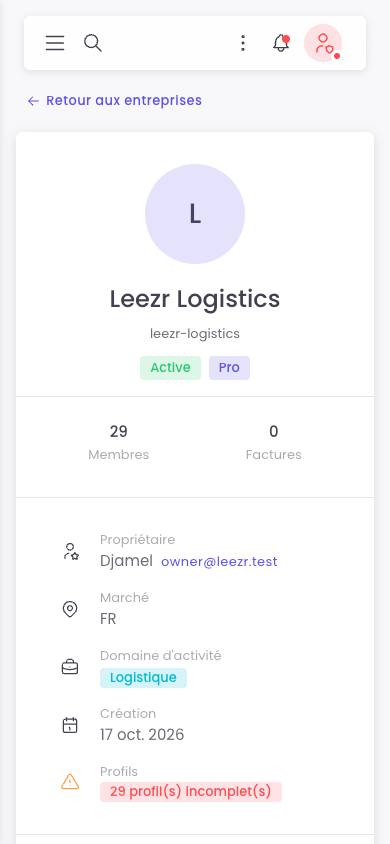 Retour aux entreprises
L
Leezr Logistics
leezr-logistics
Active Pro
29 0
Membres Factures
Propriétaire
Djamel owner@leezr.test
Marché
FR
Domaine d'activité
Logistique
Création
17 oct. 2026
Profils
29 profil(s) incomplet(s)